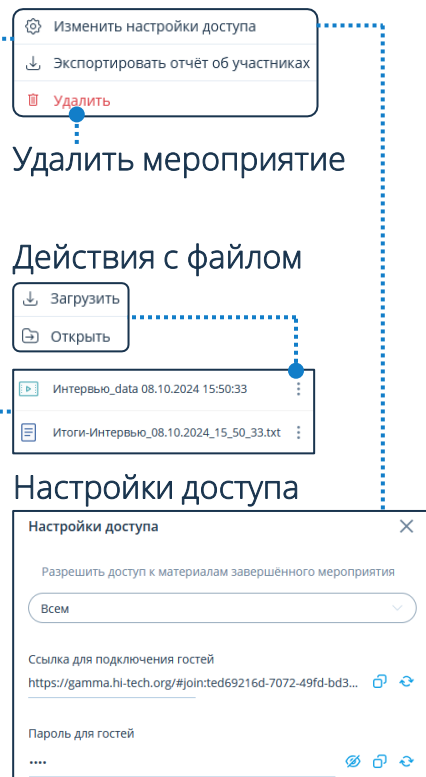 Изменить настройки доступа
Экспортировать отчёт об участниках
Удалить
Удалить мероприятие
Действия с файлом
Загрузить
Открыть
Интервью_data 08.10.2024 15:50:33
Итоги-Интервью_08.10.2024_15_50_33.txt
Настройки доступа
Настройки доступа
Разрешить доступ к материалам завершённого мероприятия
Всем
Ссылка для подключения гостей
https://gamma.hi-tech.org/#join:ted69216d-7072-49fd-bd3...
Пароль для гостей
••••